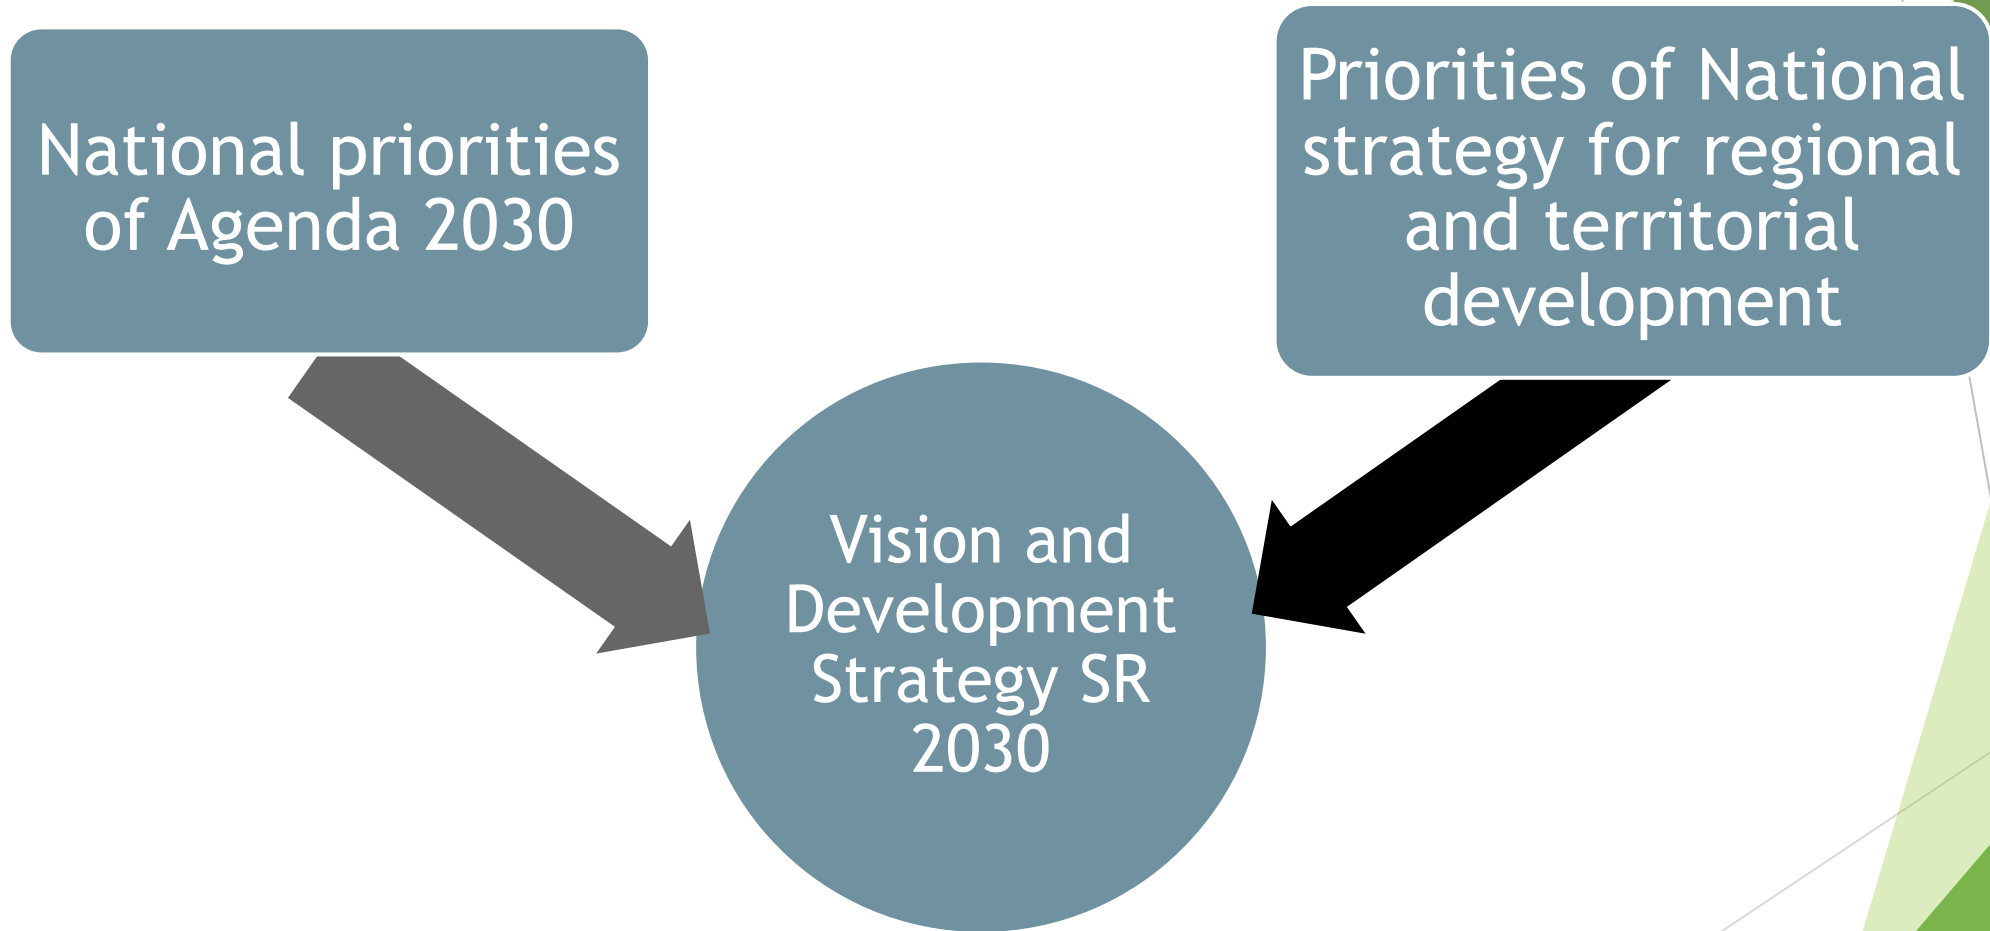 National priorities
of Agenda 2030
Priorities of National
strategy for regional
and territorial
development
Vision and
Development
Strategy SR
2030